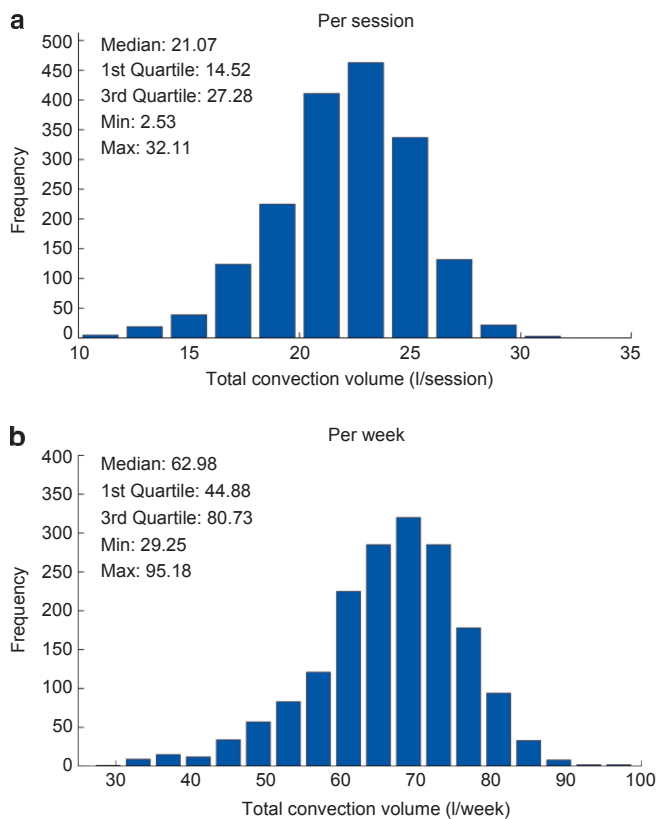 a
Per session
Median: 21.07
1st Quartile: 14.52
3rd Quartile: 27.28
Min: 2.53
Max: 32.11
Frequency
500
450
400
350
300
250
200
150
100
50
0
10 15 20 25 30 35
Total convection volume (l/session)
b
Per week
Median: 62.98
1st Quartile: 44.88
3rd Quartile: 80.73
Min: 29.25
Max: 95.18
Frequency
400
350
300
250
200
150
100
50
0
30 40 50 60 70 80 90 100
Total convection volume (l/week)